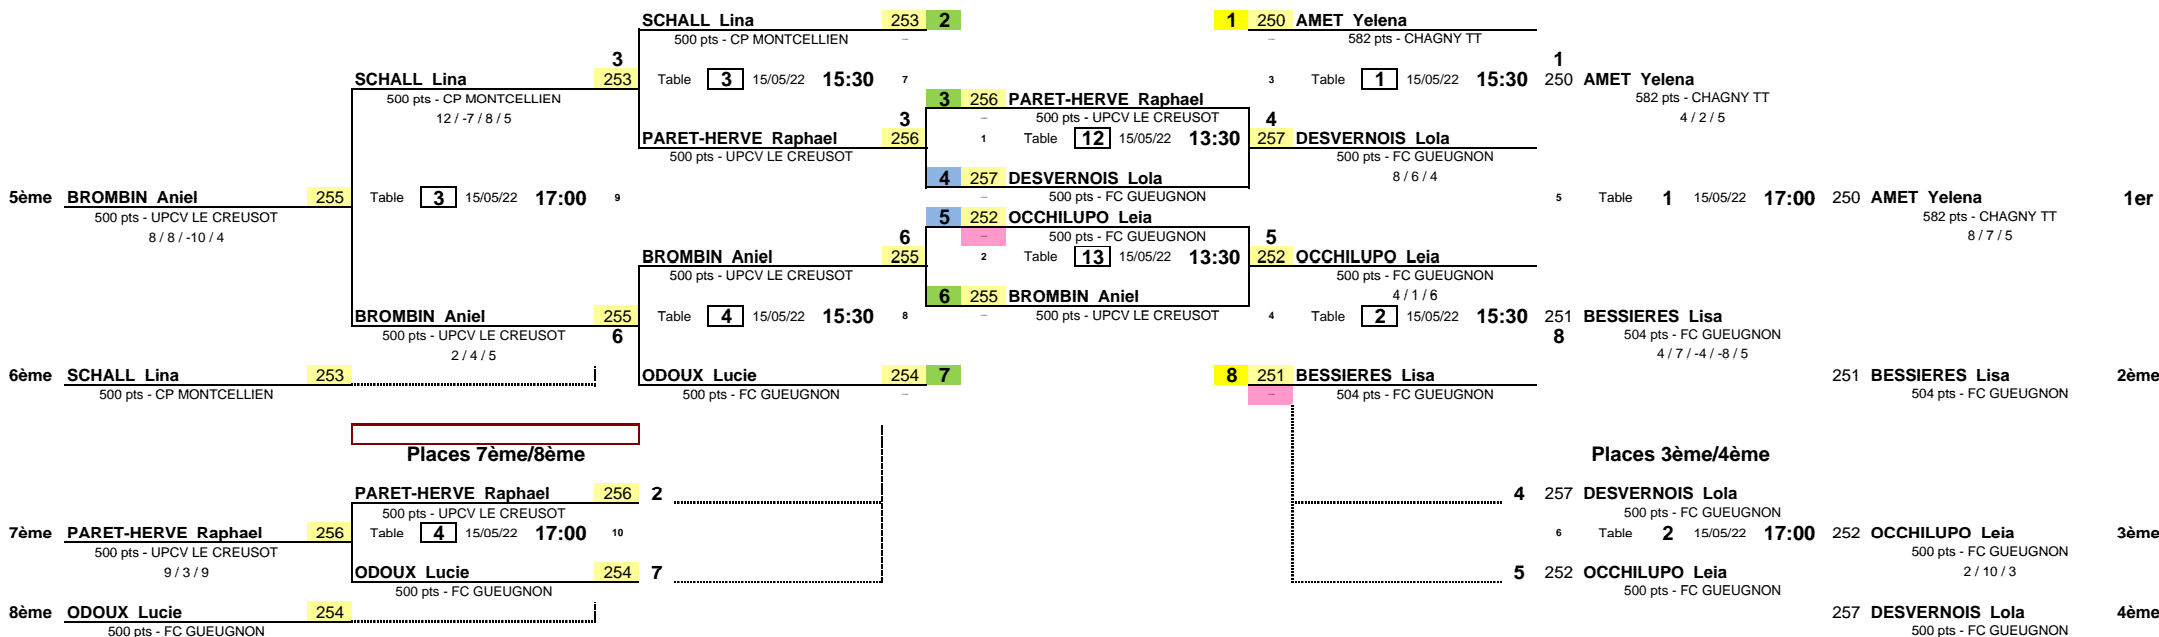 SCHALL Lina 253 2 1 250 AMET Yelena
500 pts - CP MONTCELLIEN – – 582 pts - CHAGNY TT
3 1
SCHALL Lina 253 Table 3 15/05/22 15:30 7 3 Table 1 15/05/22 15:30 250 AMET Yelena
500 pts - CP MONTCELLIEN 3 256 PARET-HERVE Raphael 582 pts - CHAGNY TT
12 / -7 / 8 / 5 3 – 500 pts - UPCV LE CREUSOT 4 4 / 2 / 5
PARET-HERVE Raphael 256 1 Table 12 15/05/22 13:30 257 DESVERNOIS Lola
500 pts - UPCV LE CREUSOT 500 pts - FC GUEUGNON
4 257 DESVERNOIS Lola 8 / 6 / 4
5ème BROMBIN Aniel 255 Table 3 15/05/22 17:00 9 – 500 pts - FC GUEUGNON 5 Table 1 15/05/22 17:00 250 AMET Yelena 1er
500 pts - UPCV LE CREUSOT 5 252 OCCHILUPO Leia 582 pts - CHAGNY TT
8 / 8 / -10 / 4 6 – 500 pts - FC GUEUGNON 5 8 / 7 / 5
BROMBIN Aniel 255 2 Table 13 15/05/22 13:30 252 OCCHILUPO Leia
500 pts - UPCV LE CREUSOT 500 pts - FC GUEUGNON
6 255 BROMBIN Aniel 4 / 1 / 6
BROMBIN Aniel 255 Table 4 15/05/22 15:30 8 – 500 pts - UPCV LE CREUSOT 4 Table 2 15/05/22 15:30 251 BESSIERES Lisa
500 pts - UPCV LE CREUSOT 6 8 504 pts - FC GUEUGNON
2 / 4 / 5 4 / 7 / -4 / -8 / 5
6ème SCHALL Lina 253 ODOUX Lucie 254 7 8 251 BESSIERES Lisa 251 BESSIERES Lisa 2ème
500 pts - CP MONTCELLIEN 500 pts - FC GUEUGNON – – 504 pts - FC GUEUGNON 504 pts - FC GUEUGNON
Places 7ème/8ème Places 3ème/4ème
PARET-HERVE Raphael 256 2 4 257 DESVERNOIS Lola
500 pts - UPCV LE CREUSOT 500 pts - FC GUEUGNON
7ème PARET-HERVE Raphael 256 Table 4 15/05/22 17:00 10 6 Table 2 15/05/22 17:00 252 OCCHILUPO Leia 3ème
500 pts - UPCV LE CREUSOT 500 pts - FC GUEUGNON
9 / 3 / 9 ODOUX Lucie 254 7 5 252 OCCHILUPO Leia 2 / 10 / 3
500 pts - FC GUEUGNON 500 pts - FC GUEUGNON
8ème ODOUX Lucie 254 257 DESVERNOIS Lola 4ème
500 pts - FC GUEUGNON 500 pts - FC GUEUGNON